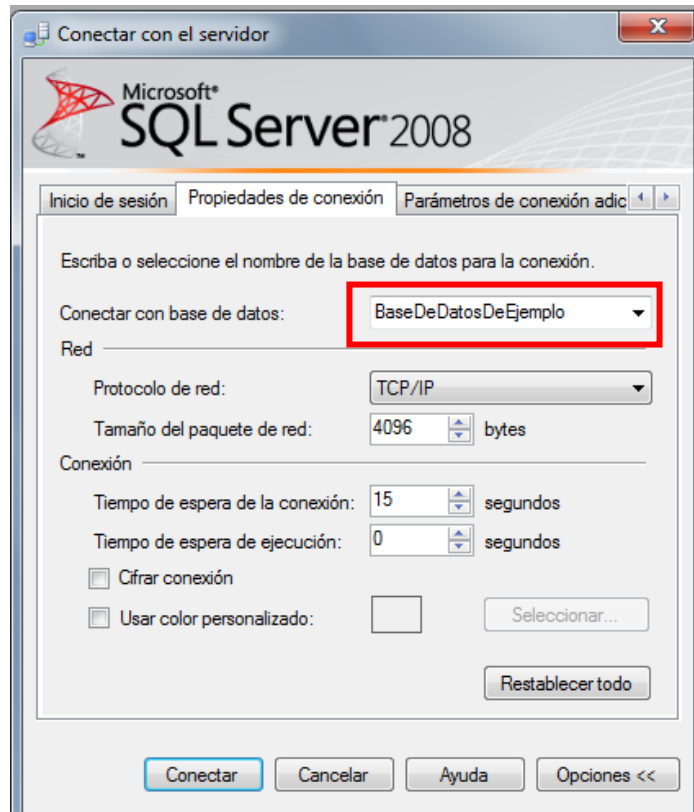 Conectar con el servidor
Microsoft®
SQL Server® 2008
Inicio de sesión Propiedades de conexión Parámetros de conexión adic
Escriba o seleccione el nombre de la base de datos para la conexión.
Conectar con base de datos: BaseDeDatosDeEjemplo
Red
Protocolo de red: TCP/IP
Tamaño del paquete de red: 4096 bytes
Conexión
Tiempo de espera de la conexión: 15 segundos
Tiempo de espera de ejecución: 0 segundos
Cifrar conexión
Usar color personalizado: Seleccionar...
Restablecer todo
Conectar Cancelar Ayuda Opciones <<